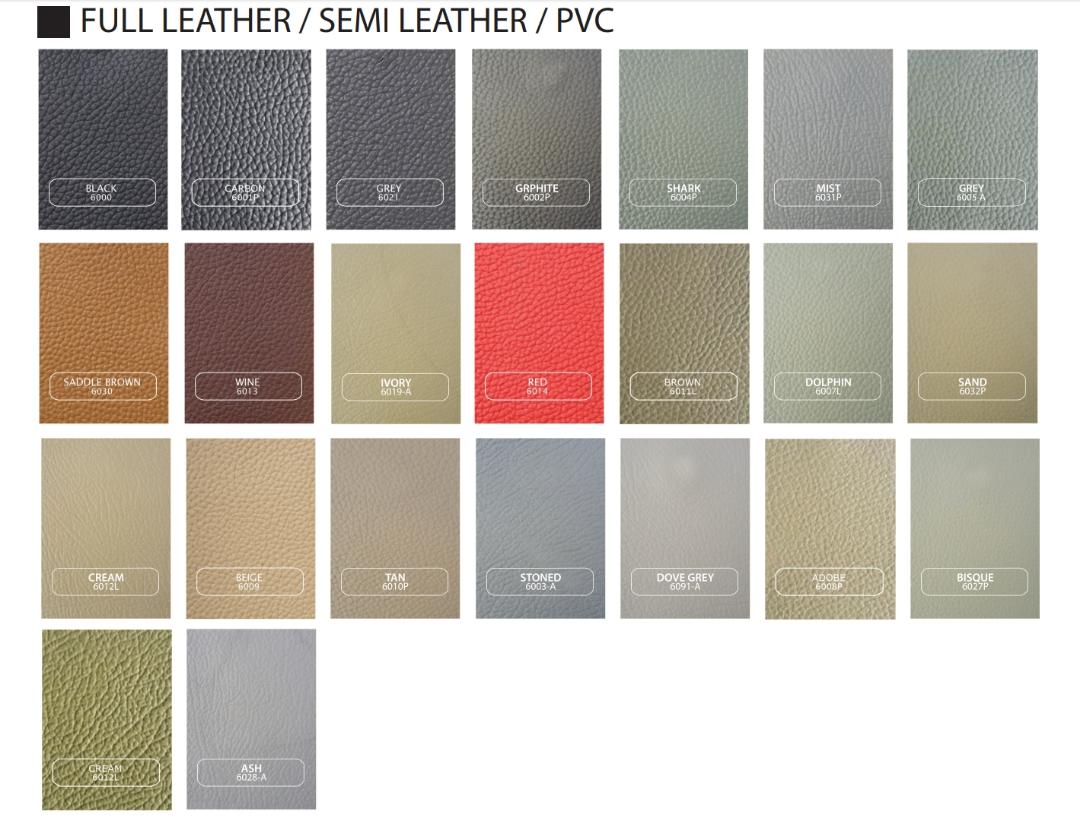 FULL LEATHER / SEMI LEATHER / PVC
BLACK
6000
CARBON
6001P
GREY
6021
GRPHITE
6002P
SHARK
6004P
MIST
6031P
GREY
6005 A
SADDLE BROWN
6030
WINE
6013
IVORY
6019-A
RED
6014
BROWN
6011L
DOLPHIN
6007L
SAND
6032P
CREAM
6012L
BEIGE
6009
TAN
6010P
STONED
6003-A
DOVE GREY
6091-A
ADOBE
6008P
BISQUE
6027P
CREAM
6012L
ASH
6028-A